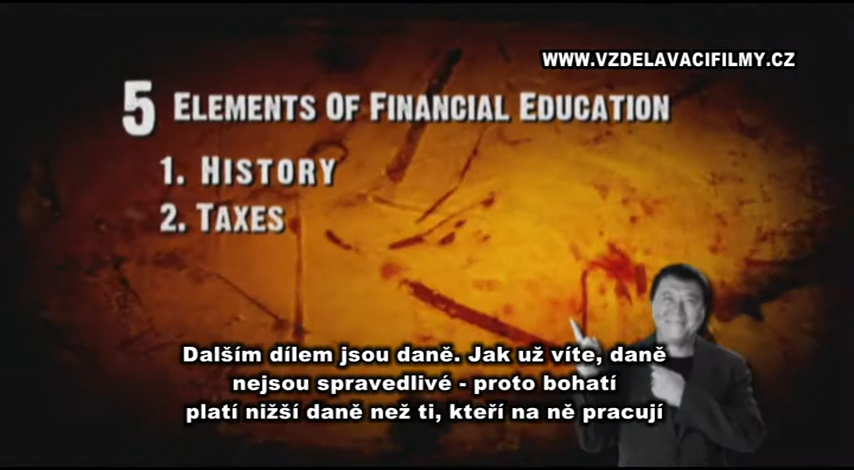 WWW.VZDELAVACIFILMY.CZ
5 ELEMENTS OF FINANCIAL EDUCATION
1. HISTORY
2. TAXES
Dalším dílem jsou daně. Jak už víte, daně
nejsou spravedlivé - proto bohatí
platí nižší daně než ti, kteří na ně pracují